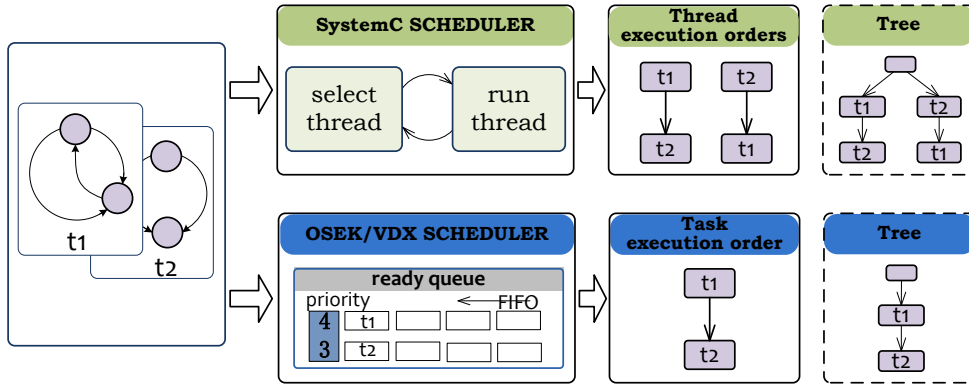 t1
t2
SystemC SCHEDULER
select
thread
run
thread
Thread
execution orders
t1
t2
t2
t1
Tree
t1
t2
t2
t1
OSEK/VDX SCHEDULER
ready queue
priority
FIFO
4
t1
3
t2
Task
execution order
t1
t2
Tree
t1
t2